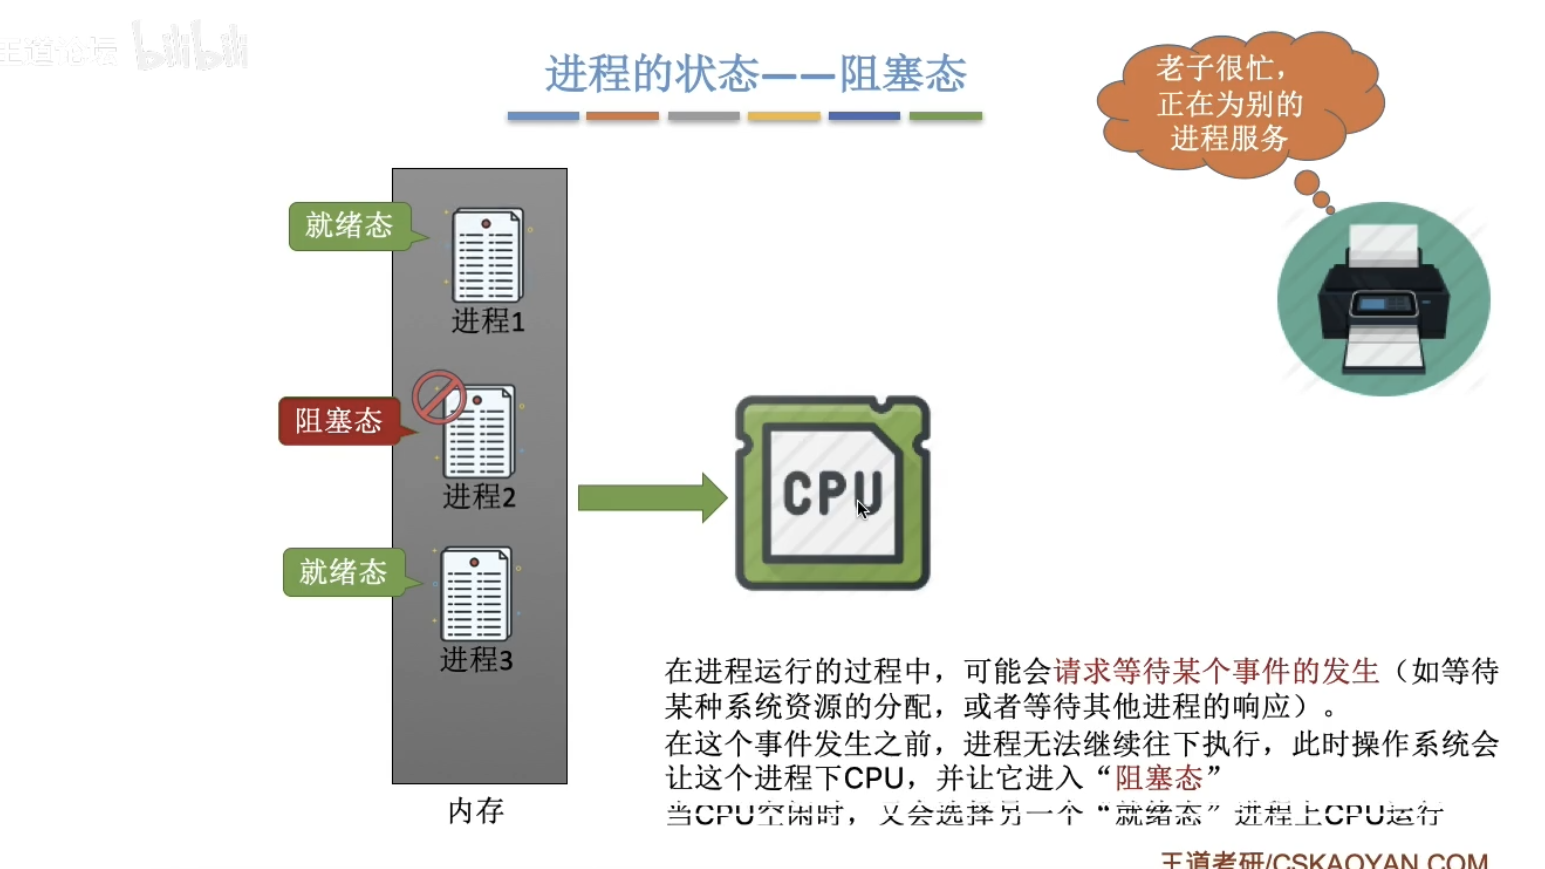 王道论坛 bilibili
进程的状态——阻塞态
老子很忙，
正在为别的
进程服务
就绪态
进程1
阻塞态
进程2
CPU
就绪态
进程3
内存
在进程运行的过程中，可能会请求等待某个事件的发生（如等待
某种系统资源的分配，或者等待其他进程的响应）。
在这个事件发生之前，进程无法继续往下执行，此时操作系统会
让这个进程下CPU，并让它进入“阻塞态”
当CPU空闲时，又会选择另一个“就绪态”进程上CPU运行
王道考研/CSKAOYAN.COM